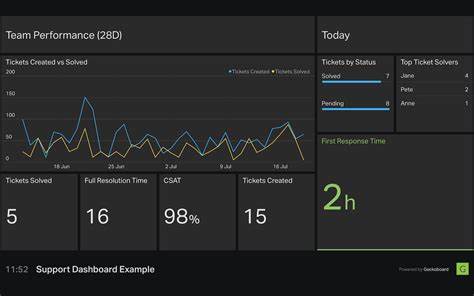 Team Performance (28D)
Today
Tickets Created vs Solved
Tickets Created
Tickets Solved
200
150
100
50
0
18 Jun
25 Jun
2 Jul
9 Jul
16 Jul
Tickets by Status
Solved 7
Pending 8
Top Ticket Solvers
Jane 4
Pete 2
Anne 1
First Response Time
2h
Tickets Solved
5
Full Resolution Time
16
CSAT
98%
Tickets Created
15
11:52 Support Dashboard Example
Powered by Geckoboard
G